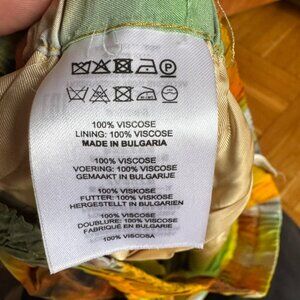 100% VISCOSE
LINING: 100% VISCOSE
MADE IN BULGARIA
100% VISCOSE
VOERING: 100% VISCOSE
GEMAAKT IN BULGARIJE
100% VISKOSE
FUTTER: 100% VISKOSE
HERGESTELLT IN BULGARIEN
100% VISCOSE
DOUBLURE: 100% VISCOSE
FABRIQUÉ EN BULGARIE
100% VISCOSA